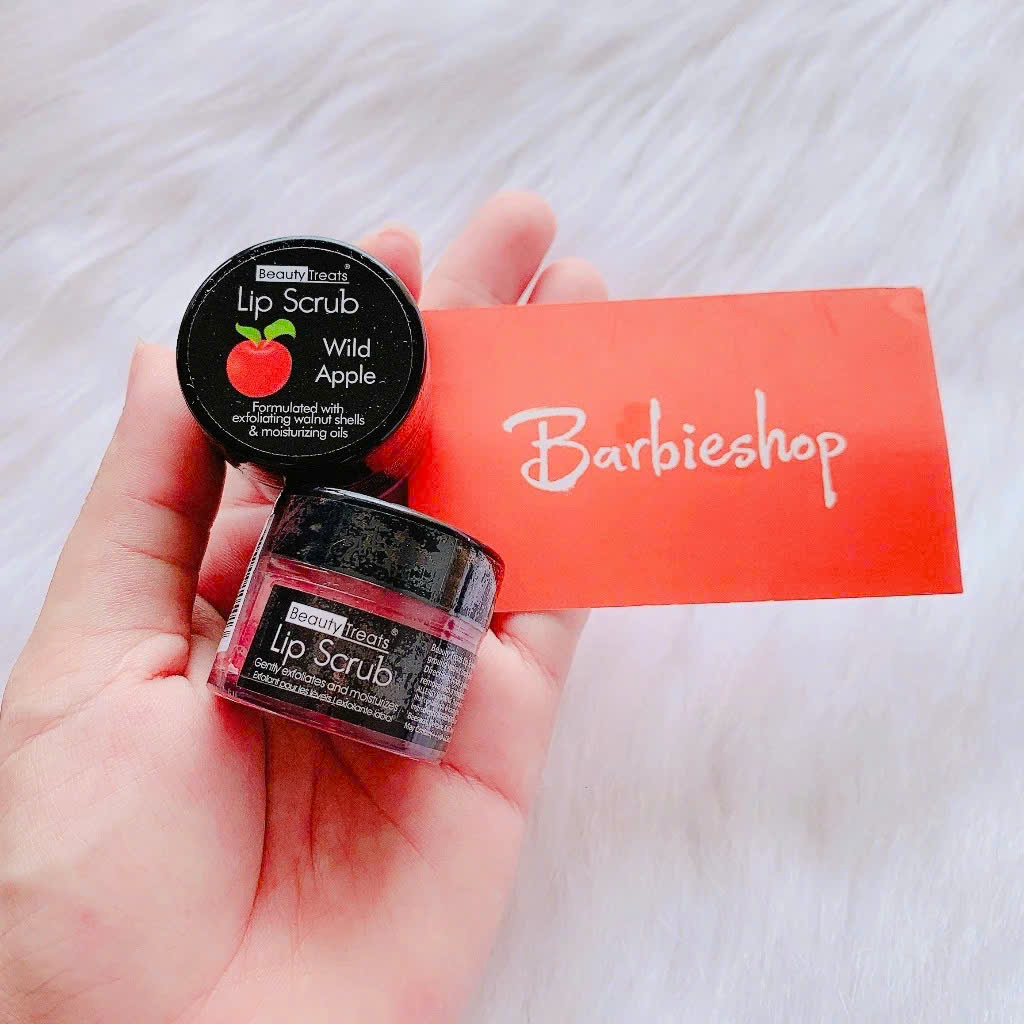 Beauty Treats®
Lip Scrub
Wild
Apple
Formulated with
exfoliating walnut shells
& moisturizing oils
Barbieshop
Beauty Treats®
Lip Scrub
Gently exfoliates and moisturizes
Exfoliant pour les lèvres / exfoliante labial